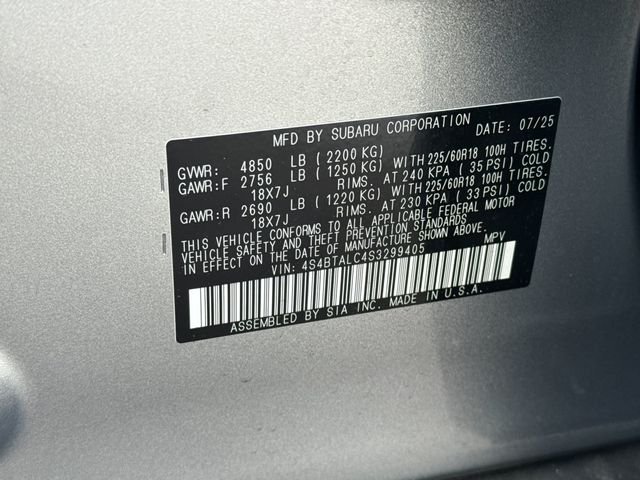 MFD BY SUBARU CORPORATION DATE: 07/25
GVWR: 4850 LB ( 2200 KG)
GAWR:F 2756 LB ( 1250 KG) WITH 225/60R18 100H TIRES.
18X7J RIMS. AT 240 KPA ( 35 PSI) COLD
GAWR:R 2690 LB ( 1220 KG) WITH 225/60R18 100H TIRES.
18X7J RIMS. AT 230 KPA ( 33 PSI) COLD
THIS VEHICLE CONFORMS TO ALL APPLICABLE FEDERAL MOTOR
VEHICLE SAFETY STANDARDS IN EFFECT ON
THE DATE OF MANUFACTURE SHOWN ABOVE.
VIN: 4S4BTALC4S3299405 MPV
ASSEMBLED BY SIA INC. MADE IN U.S.A.